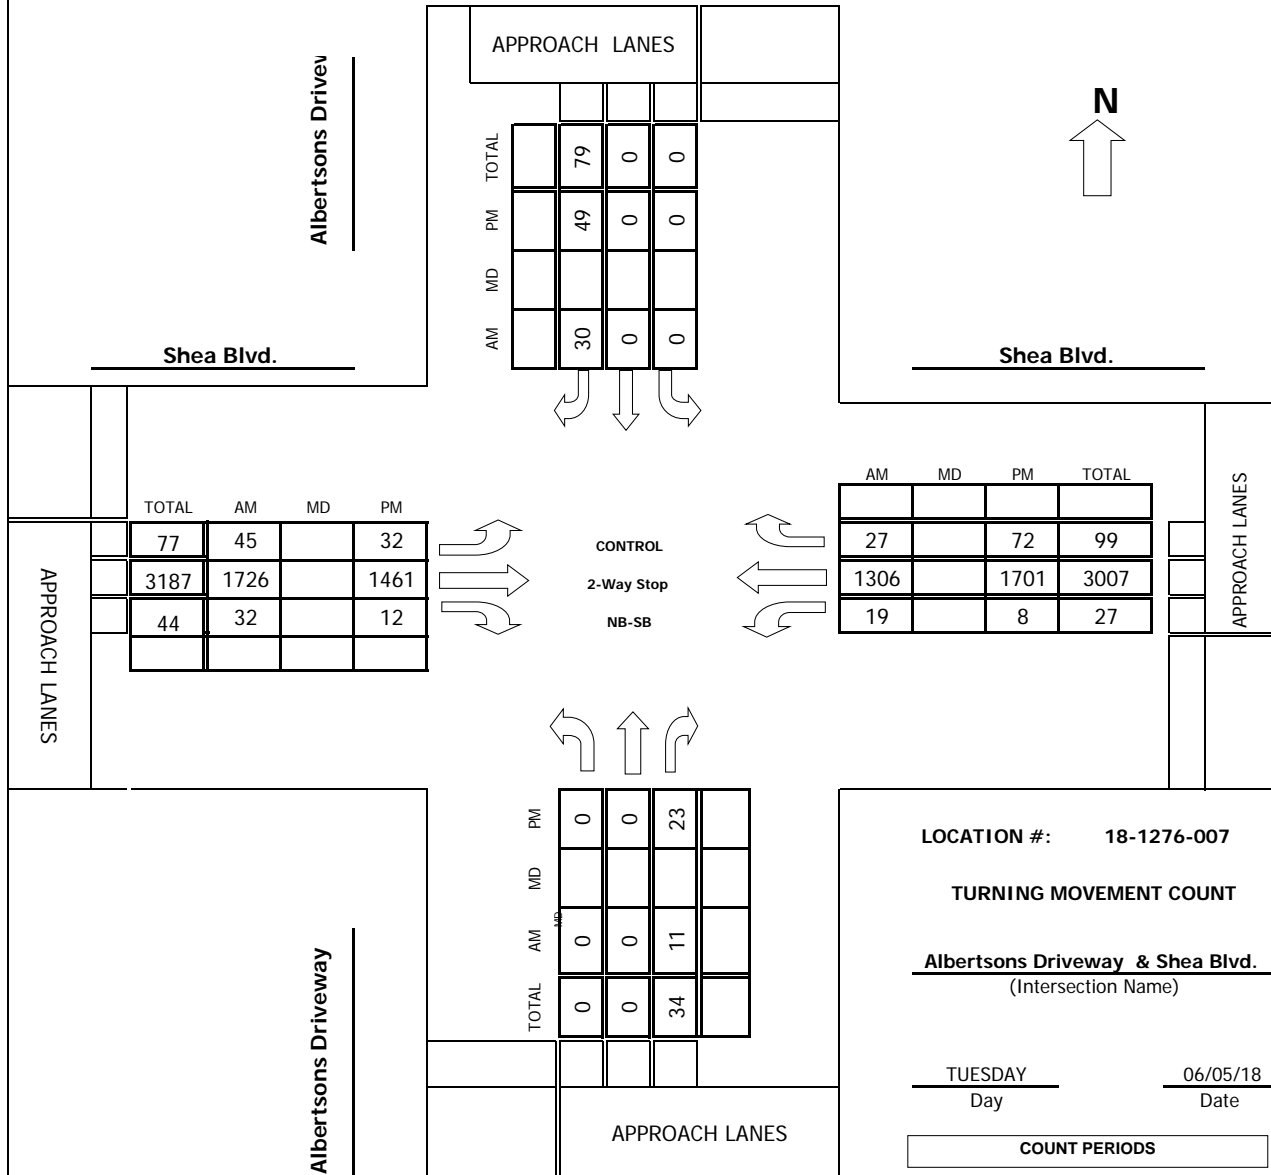 APPROACH LANES
Albertsons Drivew
N
TOTAL 79 0 0
PM 49 0 0
MD
AM 30 0 0
Shea Blvd.
Shea Blvd.
AM MD PM TOTAL
TOTAL AM MD PM
77 45 32
3187 1726 1461
44 32 12
CONTROL
2-Way Stop
NB-SB
27 72 99
1306 1701 3007
19 8 27
APPROACH LANES
APPROACH LANES
PM 0 0 23
MD
MD
AM 0 0 11
TOTAL 0 0 34
Albertsons Driveway
APPROACH LANES
LOCATION #: 18-1276-007
TURNING MOVEMENT COUNT
Albertsons Driveway & Shea Blvd.
(Intersection Name)
TUESDAY 06/05/18
Day Date
COUNT PERIODS